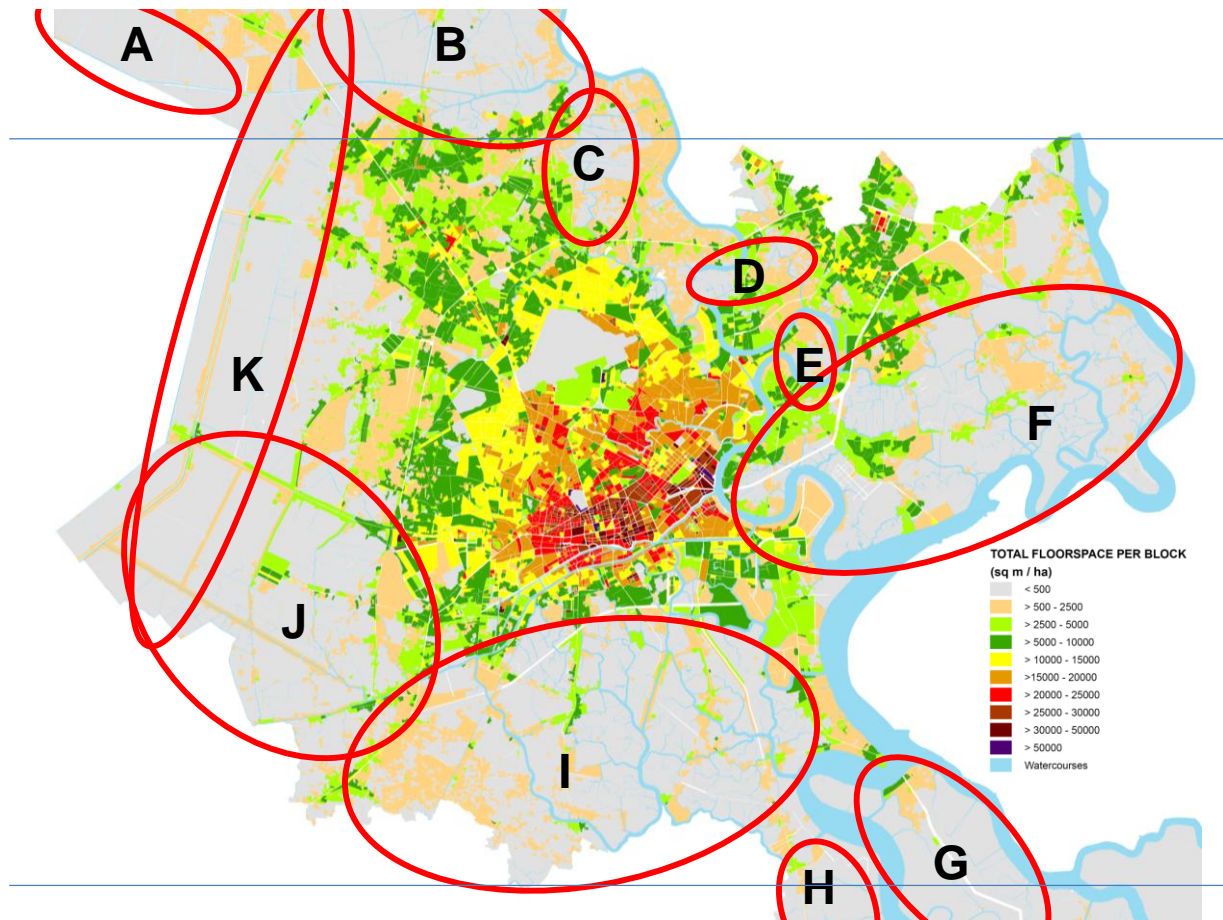 A
B
C
D
E
K
F
TOTAL FLOORSPACE PER BLOCK
(sq m / ha)
< 500
> 500 - 2500
> 2500 - 5000
> 5000 - 10000
> 10000 - 15000
>15000 - 20000
> 20000 - 25000
> 25000 - 30000
> 30000 - 50000
> 50000
Watercourses
J
I
G
H